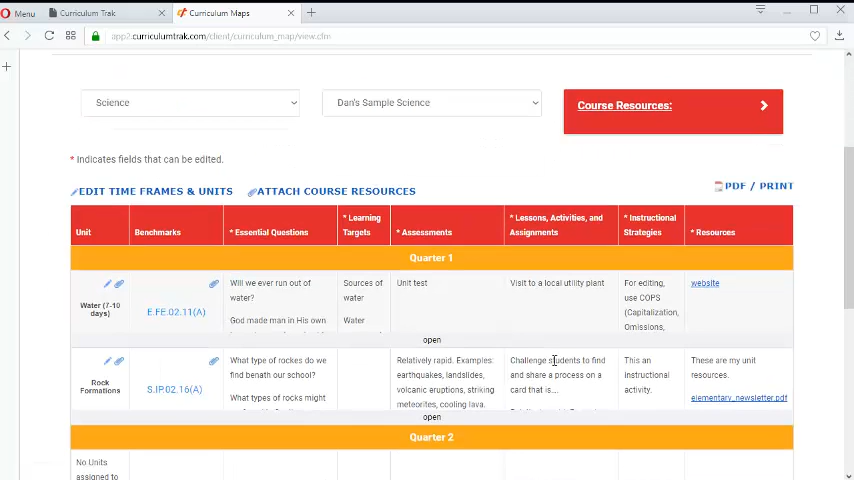 Menu
Curriculum Trak
Curriculum Maps
app2.curriculumtrak.com/client/curriculum_map/view.cfm
Science
Dan's Sample Science
Course Resources:
* Indicates fields that can be edited.
EDIT TIME FRAMES & UNITS
ATTACH COURSE RESOURCES
PDF / PRINT
Unit
Benchmarks
* Essential Questions
* Learning
Targets
* Assessments
* Lessons, Activities, and
Assignments
* Instructional
Strategies
* Resources
Quarter 1
Water (7-10
days)
E.FE.02.11(A)
Will we ever run out of
water?
God made man in His own
Sources of
water
Water
Unit test
Visit to a local utility plant
For editing,
use COPS
(Capitalization,
Omissions,
website
open
Rock
Formations
S.IP.02.16(A)
What type of rockes do we
find benath our school?
What types of rocks might
Relatively rapid. Examples:
earthquakes, landslides,
volcanic eruptions, striking
meteorites, cooling lava.
Challenge students to find
and share a process on a
card that is...
This an
instructional
activity.
These are my unit
resources.
elementary_newsletter.pdf
open
Quarter 2
No Units
assigned to